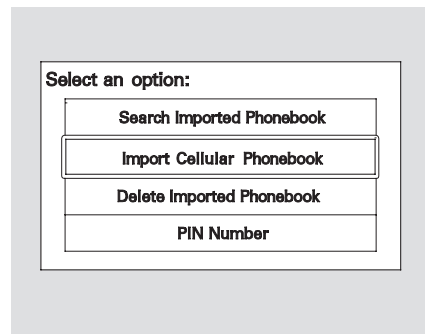 Select an option:
Search Imported Phonebook
Import Cellular Phonebook
Delete Imported Phonebook
PIN Number